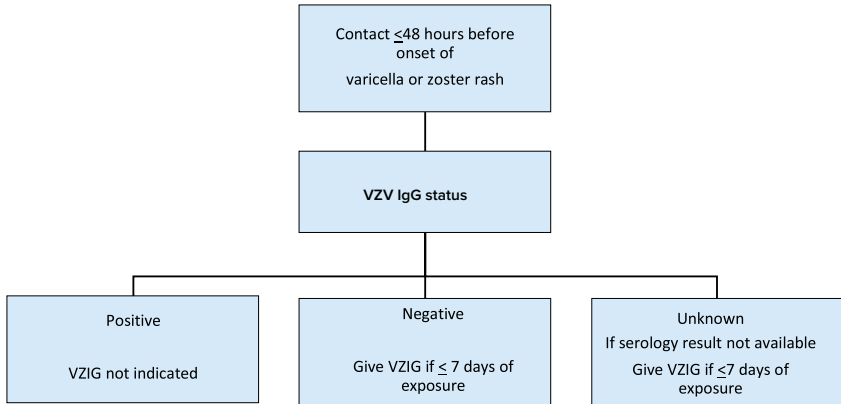 Contact ≤48 hours before
onset of
varicella or zoster rash
VZV IgG status
Positive
VZIG not indicated
Negative
Give VZIG if ≤ 7 days of
exposure
Unknown
If serology result not available
Give VZIG if ≤7 days of
exposure